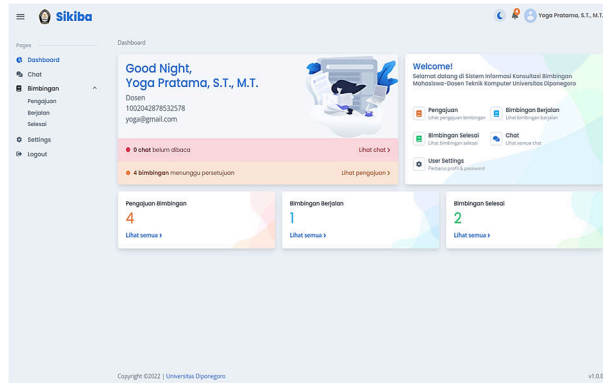 Sikiba
Yoga Pratama, S.T., M.T.
Pages
Dashboard
Chat
Bimbingan
Pengajuan
Berjalan
Selesai
Settings
Logout
Dashboard
Good Night,
Yoga Pratama, S.T., M.T.
Dosen
1002042878532578
yoga@gmail.com
0 chat belum dibaca
Lihat chat >
4 bimbingan menunggu persetujuan
Lihat pengajuan >
Welcome!
Selamat datang di Sistem Informasi Konsultasi Bimbingan
Mahasiswa-Dosen Teknik Komputer Universitas Diponegoro
Pengajuan
Lihat pengajuan bimbingan
Bimbingan Berjalan
Lihat bimbingan berjalan
Bimbingan Selesai
Lihat bimbingan selesai
Chat
Lihat semua chat
User Settings
Perbarui profil & password
Pengajuan Bimbingan
4
Lihat semua >
Bimbingan Berjalan
1
Lihat semua >
Bimbingan Selesai
2
Lihat semua >
Copyright ©2022 | Universitas Diponegoro
v1.0.0